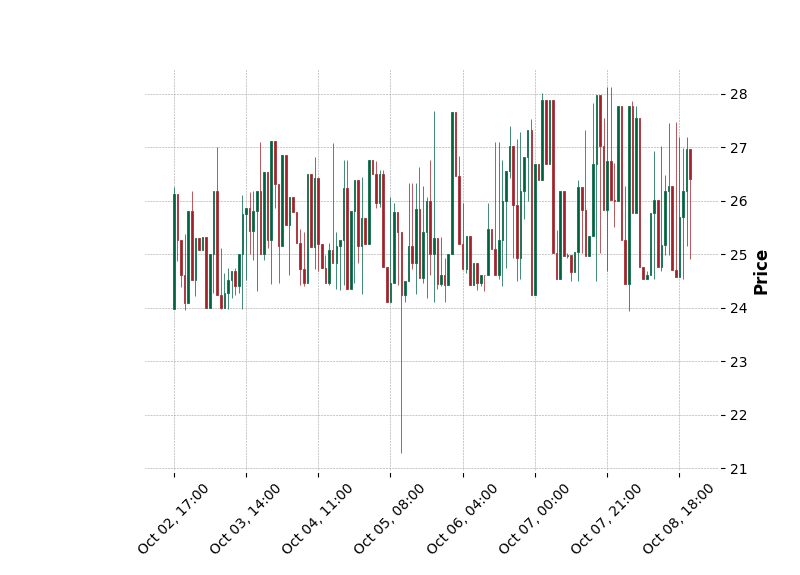 28
27
26
25
24
23
22
21
Price
Oct 02, 17:00
Oct 03, 14:00
Oct 04, 11:00
Oct 05, 08:00
Oct 06, 04:00
Oct 07, 00:00
Oct 07, 21:00
Oct 08, 18:00